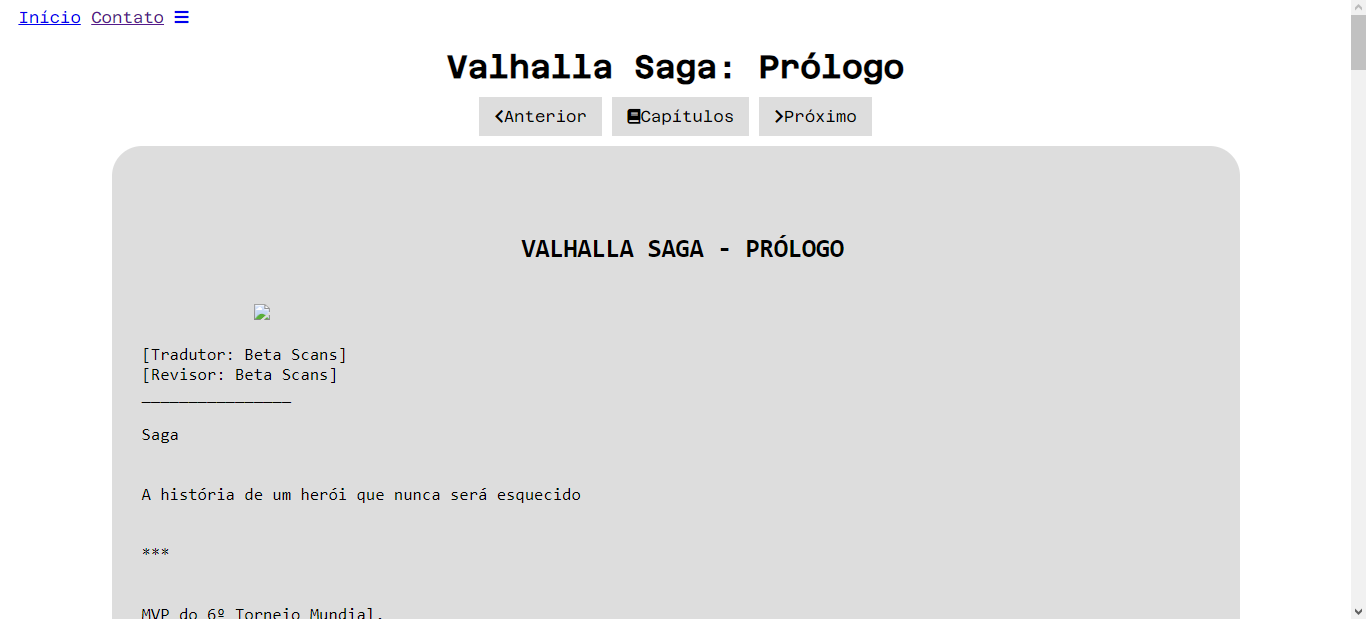 Início Contato
Valhalla Saga: Prólogo
Anterior Capítulos Próximo
VALHALLA SAGA - PRÓLOGO
[Tradutor: Beta Scans]
[Revisor: Beta Scans]
________________
Saga
A história de um herói que nunca será esquecido
***
MVP do 6º Torneio Mundial.